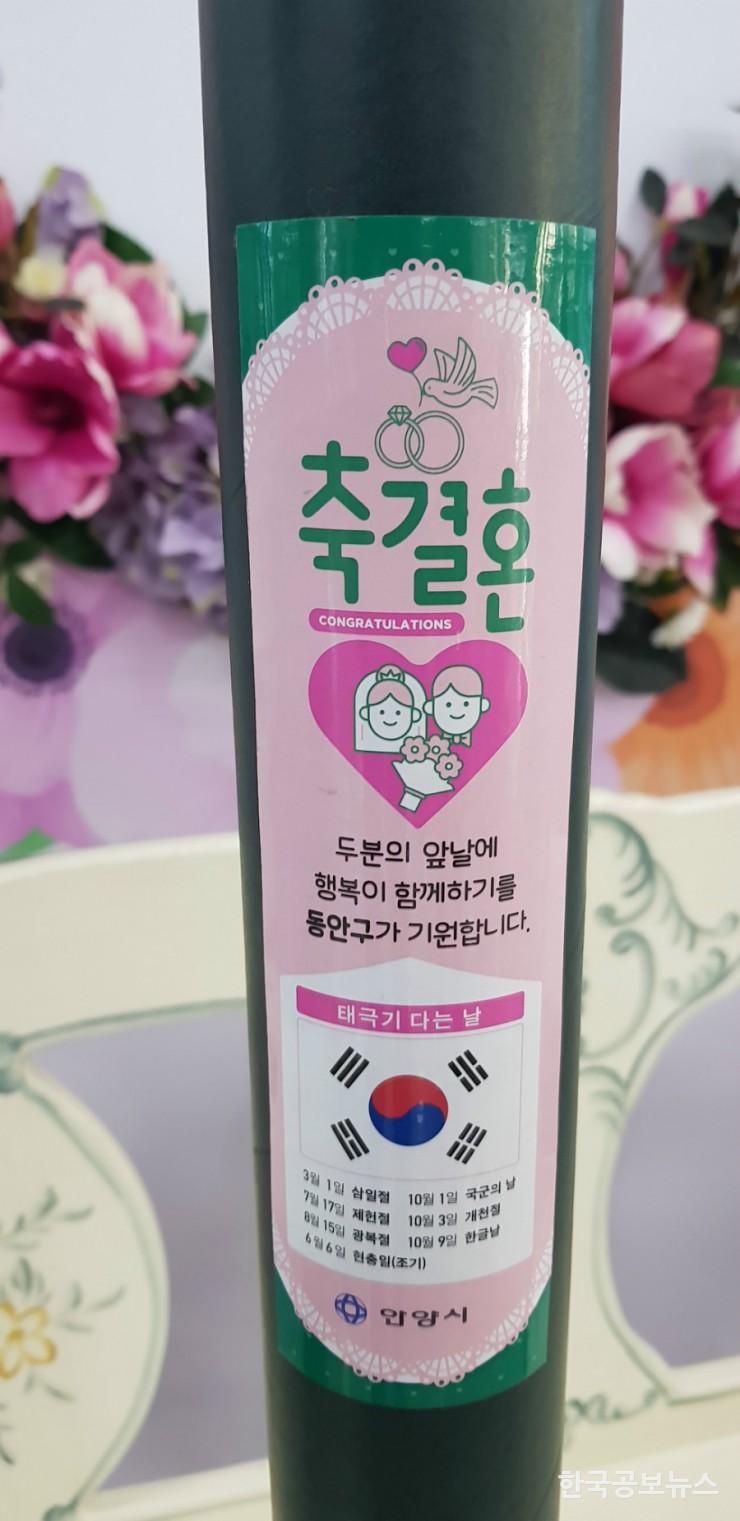 축결혼
CONGRATULATIONS
두분의 앞날에
행복이 함께하기를
동안구가 기원합니다.
태극기 다는 날
3월 1일 삼일절 10월 1일 국군의 날
7월 17일 제헌절 10월 3일 개천절
8월 15일 광복절 10월 9일 한글날
6월 6일 현충일(조기)
안양시
한국공보뉴스